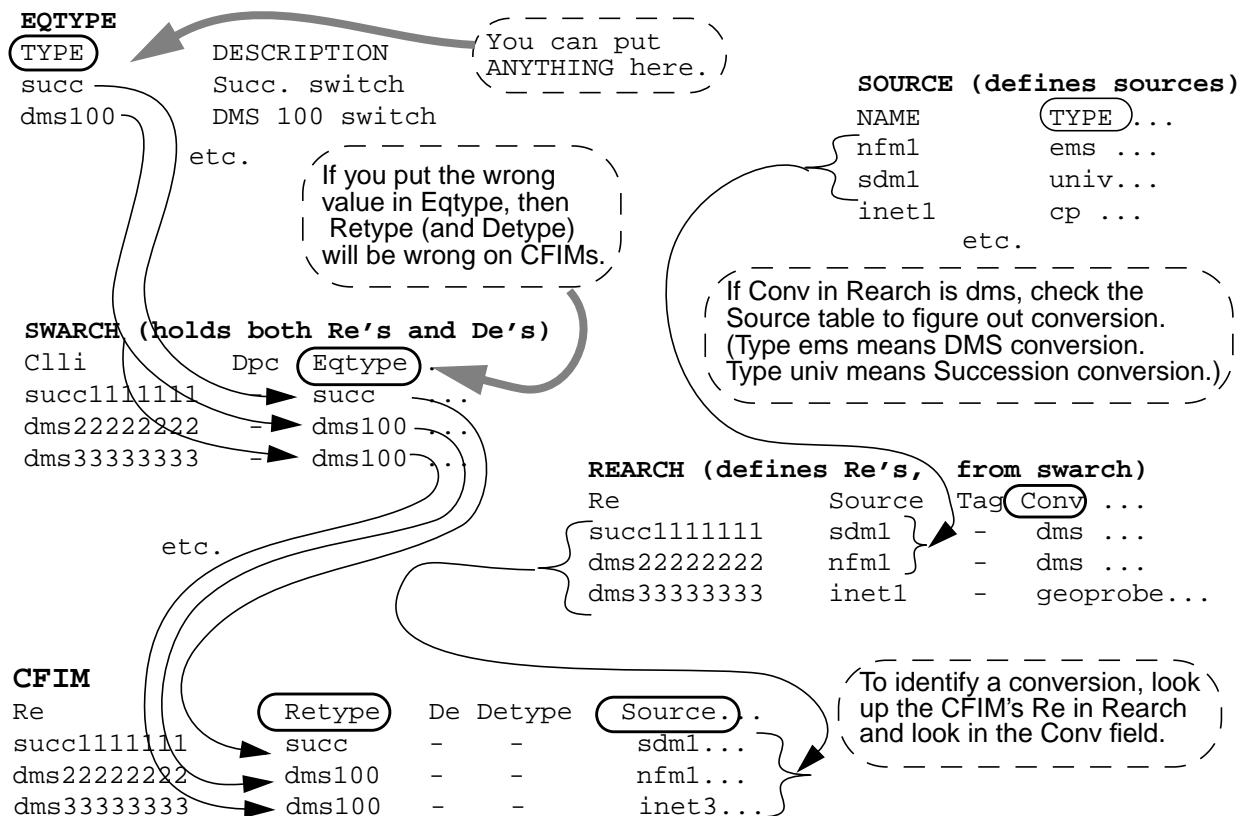 EQTYPE
TYPE DESCRIPTION
succ Succ. switch
dms100 DMS 100 switch
etc.
You can put
ANYTHING here.
SOURCE (defines sources)
NAME TYPE ...
nfm1 ems ...
sdm1 univ...
inet1 cp ...
etc.
If you put the wrong
value in Eqtype, then
Retype (and Detype)
will be wrong on CFIMs.
If Conv in Rearch is dms, check the
Source table to figure out conversion.
(Type ems means DMS conversion.
Type univ means Succession conversion.)
SWARCH (holds both Re's and De's)
Clli Dpc Eqtype ..
succ1111111 - succ ...
dms22222222 - dms100 ...
dms33333333 - dms100 ...
etc.
REARCH (defines Re's, from swarch)
Re Source Tag Conv ...
succ1111111 sdm1 - dms ...
dms22222222 nfm1 - dms ...
dms33333333 inet1 - geoprobe...
To identify a conversion, look
up the CFIM's Re in Rearch
and look in the Conv field.
CFIM
Re Retype De Detype Source...
succ1111111 succ - - sdm1...
dms22222222 dms100 - - nfm1...
dms33333333 dms100 - - inet3...